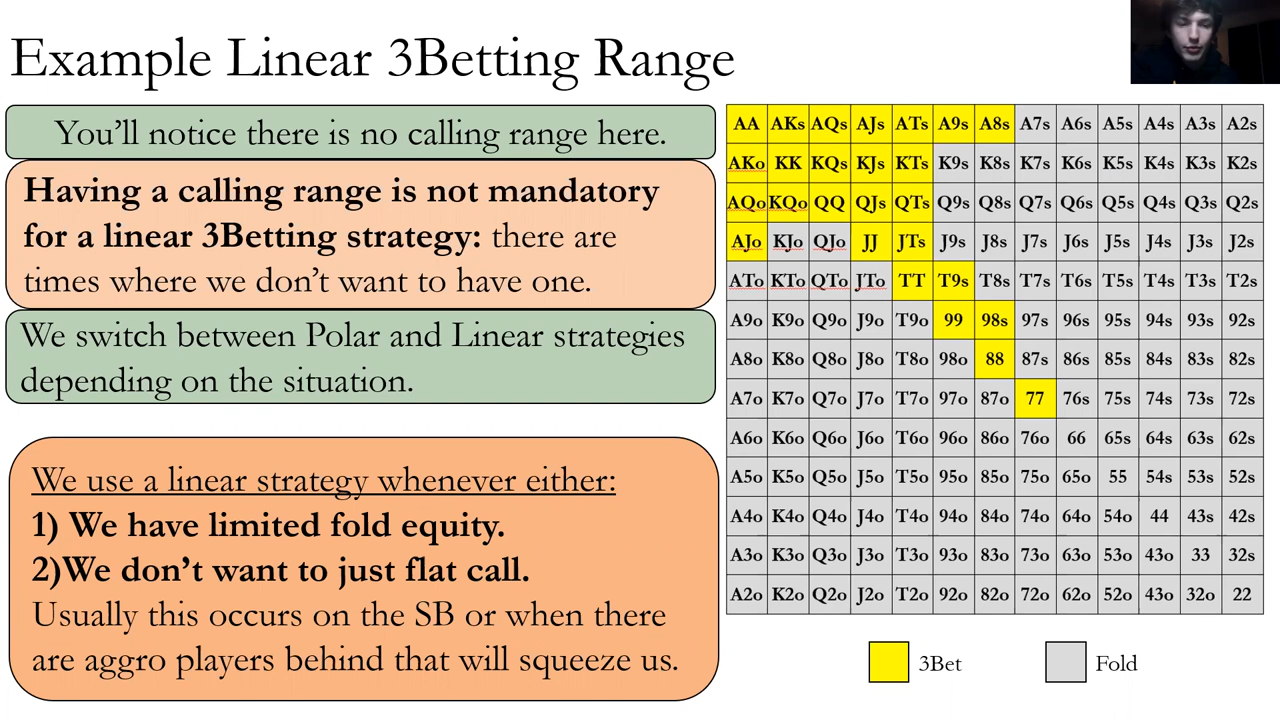 Example Linear 3Betting Range
You'll notice there is no calling range here.
Having a calling range is not mandatory
for a linear 3Betting strategy: there are
times where we don't want to have one.
We switch between Polar and Linear strategies
depending on the situation.
We use a linear strategy whenever either:
1) We have limited fold equity.
2)We don't want to just flat call.
Usually this occurs on the SB or when there
are aggro players behind that will squeeze us.
AA AKs AQs AJs ATs A9s A8s A7s A6s A5s A4s A3s A2s
AKo KK KQs KJs KTs K9s K8s K7s K6s K5s K4s K3s K2s
AQo KQo QQ QJs QTs Q9s Q8s Q7s Q6s Q5s Q4s Q3s Q2s
AJo KJo QJo JJ JTs J9s J8s J7s J6s J5s J4s J3s J2s
ATo KTo QTo JTo TT T9s T8s T7s T6s T5s T4s T3s T2s
A9o K9o Q9o J9o T9o 99 98s 97s 96s 95s 94s 93s 92s
A8o K8o Q8o J8o T8o 98o 88 87s 86s 85s 84s 83s 82s
A7o K7o Q7o J7o T7o 97o 87o 77 76s 75s 74s 73s 72s
A6o K6o Q6o J6o T6o 96o 86o 76o 66 65s 64s 63s 62s
A5o K5o Q5o J5o T5o 95o 85o 75o 65o 55 54s 53s 52s
A4o K4o Q4o J4o T4o 94o 84o 74o 64o 54o 44 43s 42s
A3o K3o Q3o J3o T3o 93o 83o 73o 63o 53o 43o 33 32s
A2o K2o Q2o J2o T2o 92o 82o 72o 62o 52o 43o 32o 22
3Bet
Fold